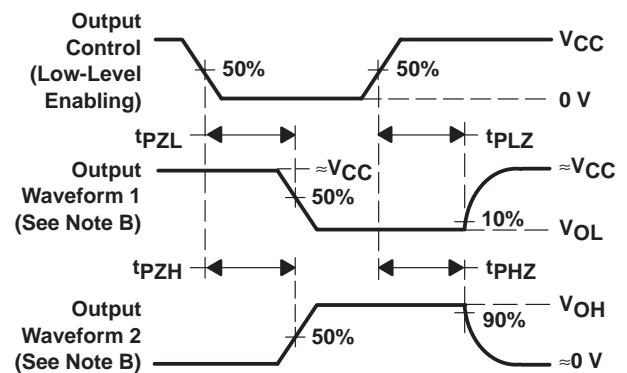 Output
Control
(Low-Level
Enabling)
50%
50%
VCC
0 V
tPZL
tPLZ
Output
Waveform 1
(See Note B)
≈VCC
50%
≈VCC
10%
VOL
tPZH
tPHZ
Output
Waveform 2
(See Note B)
50%
VOH
90%
≈0 V